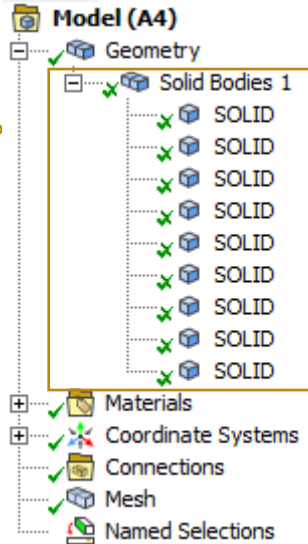 Model (A4)
Geometry
Solid Bodies 1
SOLID
SOLID
SOLID
SOLID
SOLID
SOLID
SOLID
SOLID
SOLID
Materials
Coordinate Systems
Connections
Mesh
Named Selections